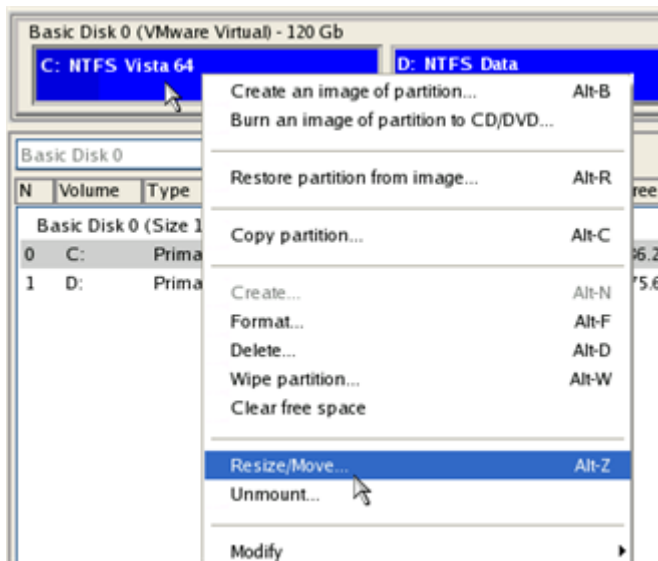 Basic Disk 0 (VMware Virtual) - 120 Gb
C: NTFS Vista 64
D: NTFS Data
Create an image of partition... Alt-B
Burn an image of partition to CD/DVD...
Basic Disk 0
Restore partition from image... Alt-R
N Volume Type
Basic Disk 0 (Size 1
Copy partition... Alt-C
0 C: Prima
1 D: Prima
Create... Alt-N
Format... Alt-F
Delete... Alt-D
Wipe partition... Alt-W
Clear free space
Resize/Move... Alt-Z
Unmount...
Modify